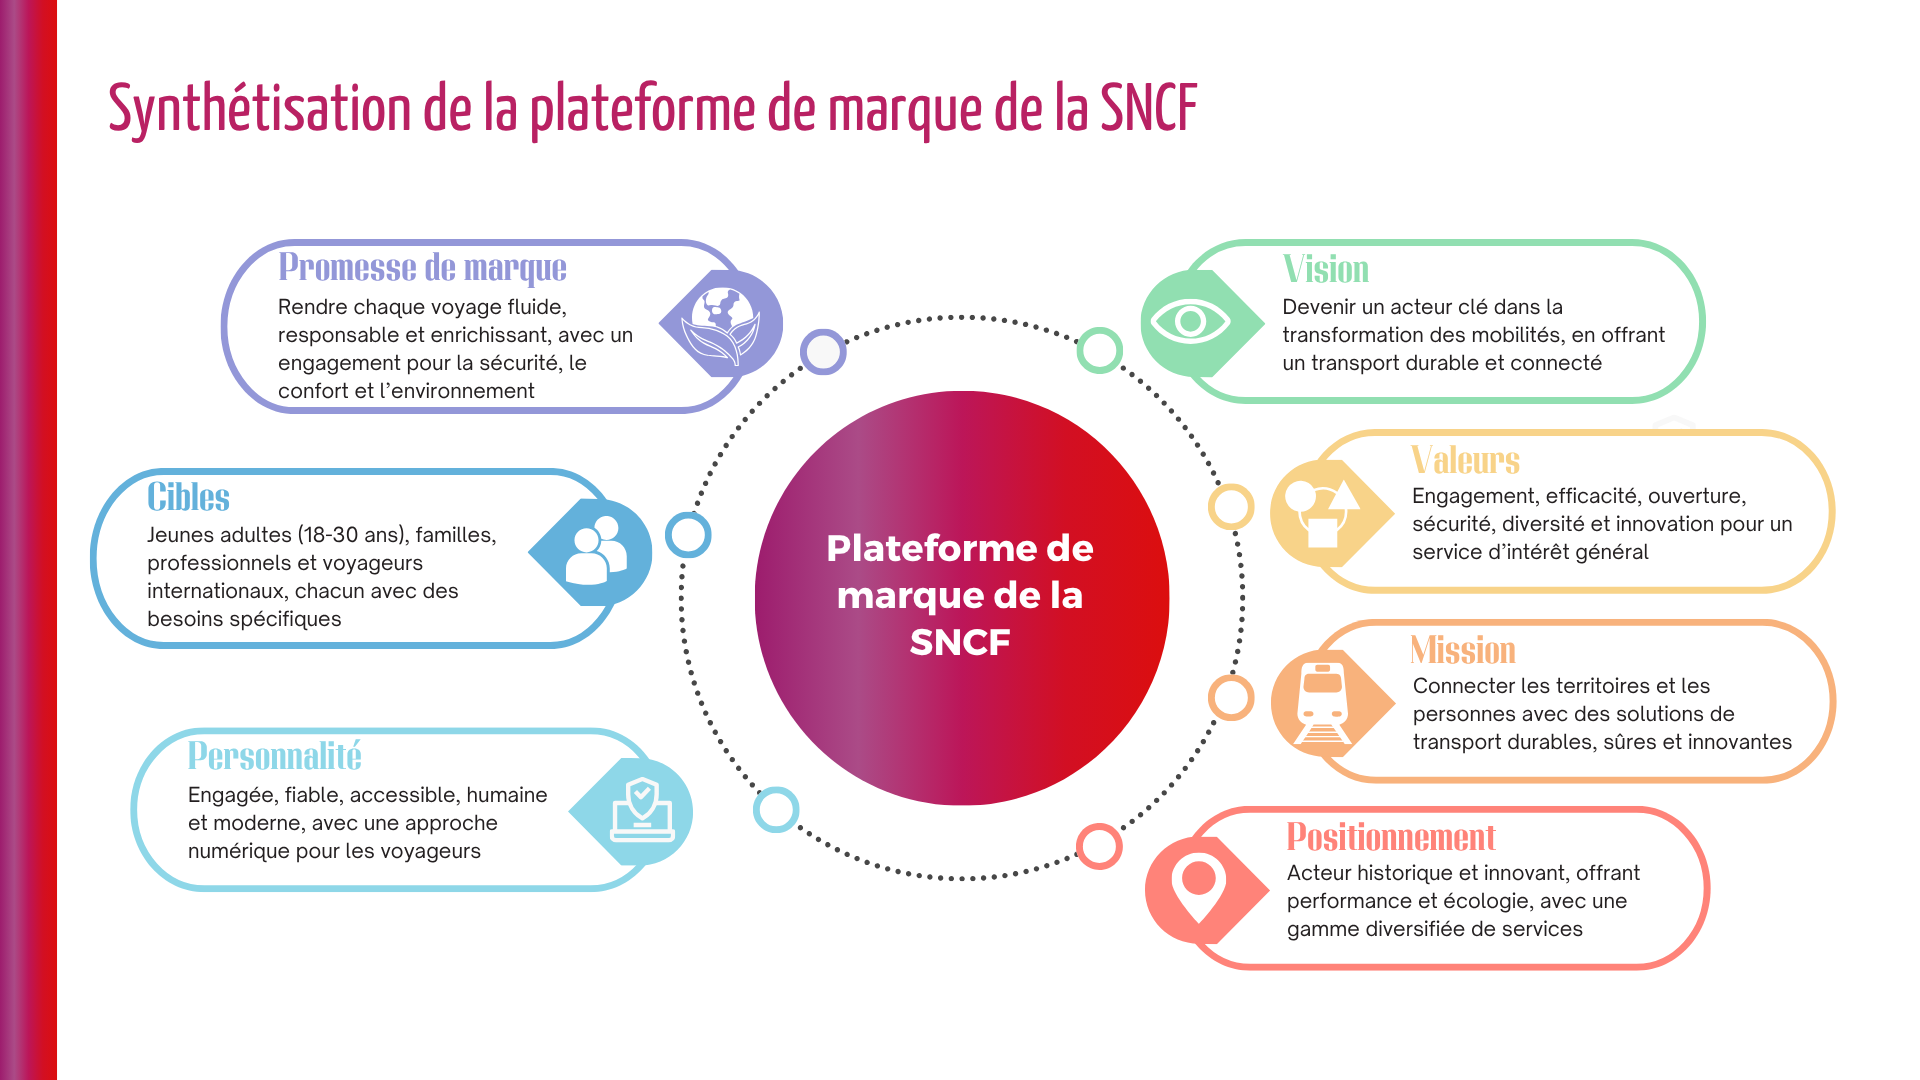 Synthétisation de la plateforme de marque de la SNCF
Promesse de marque
Rendre chaque voyage fluide,
responsable et enrichissant, avec un
engagement pour la sécurité, le
confort et l’environnement
Cibles
Jeunes adultes (18-30 ans), familles,
professionnels et voyageurs
internationaux, chacun avec des
besoins spécifiques
Personnalité
Engagée, fiable, accessible, humaine
et moderne, avec une approche
numérique pour les voyageurs
Plateforme de
marque de la
SNCF
Vision
Devenir un acteur clé dans la
transformation des mobilités, en offrant
un transport durable et connecté
Valeurs
Engagement, efficacité, ouverture,
sécurité, diversité et innovation pour un
service d’intérêt général
Mission
Connecter les territoires et les
personnes avec des solutions de
transport durables, sûres et innovantes
Positionnement
Acteur historique et innovant, offrant
performance et écologie, avec une
gamme diversifiée de services